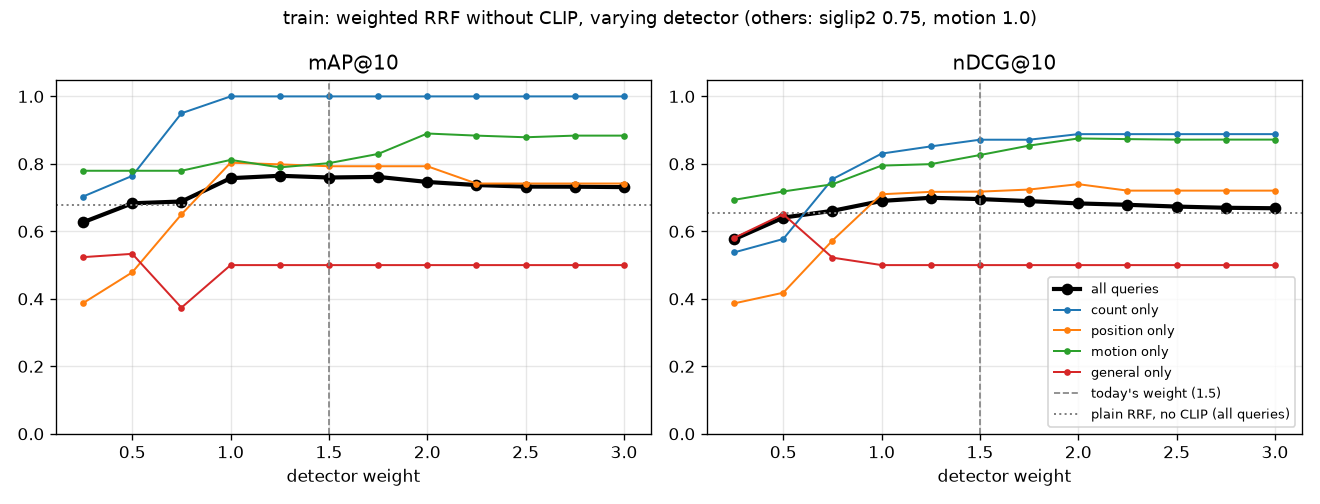 train: weighted RRF without CLIP, varying detector (others: siglip2 0.75, motion 1.0)
mAP@10
1.0
0.8
0.6
0.4
0.2
0.0
0.5 1.0 1.5 2.0 2.5 3.0
detector weight
nDCG@10
1.0
0.8
0.6
0.4
0.2
0.0
0.5 1.0 1.5 2.0 2.5 3.0
detector weight
all queries
count only
position only
motion only
general only
today's weight (1.5)
plain RRF, no CLIP (all queries)